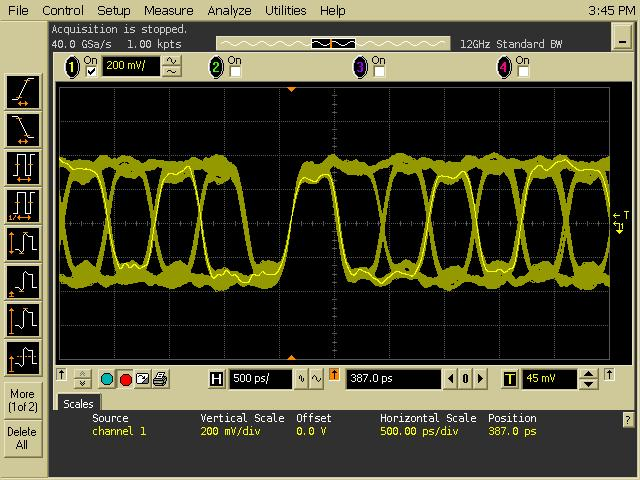 File Control Setup Measure Analyze Utilities Help 3:45 PM
Acquisition is stopped.
40.0 GSa/s 1.00 kpts 12GHz Standard BW
1 On 200 mV/ 2 On 3 On 4 On
T
H 500 ps/ 387.0 ps 0 T 45 mV
More
(1 of 2)
Delete
All
Scales
Source Vertical Scale Offset Horizontal Scale Position
channel 1 200 mV/div 0.0 V 500.00 ps/div 387.0 ps
?